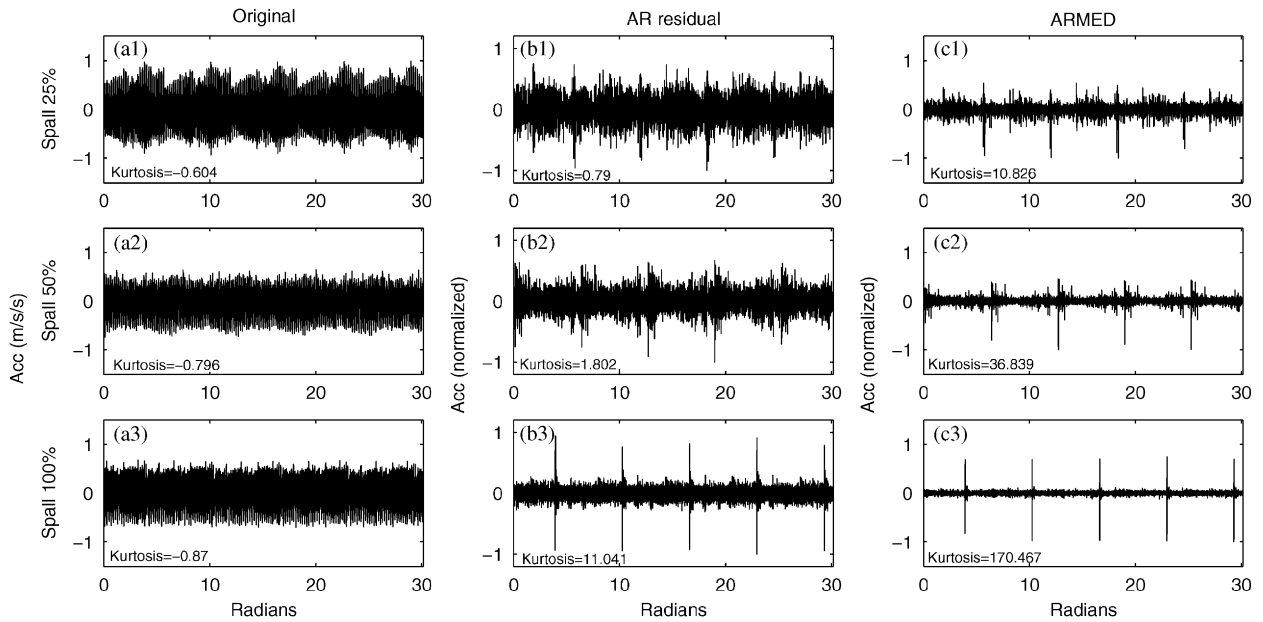 Original AR residual ARMED
Spall 25%
1 (a1) 1 (b1) 1 (c1)
0 0 0
−1 −1 −1
Kurtosis=−0.604 Kurtosis=0.79 Kurtosis=10.826
0 10 20 30 0 10 20 30 0 10 20 30
Acc (m/s/s) Acc (normalized) Acc (normalized)
Spall 50%
1 (a2) 1 (b2) 1 (c2)
0 0 0
−1 −1 −1
Kurtosis=−0.796 Kurtosis=1.802 Kurtosis=36.839
0 10 20 30 0 10 20 30 0 10 20 30
Spall 100%
1 (a3) 1 (b3) 1 (c3)
0 0 0
−1 −1 −1
Kurtosis=−0.87 Kurtosis=11.041 Kurtosis=170.467
0 10 20 30 0 10 20 30 0 10 20 30
Radians Radians Radians